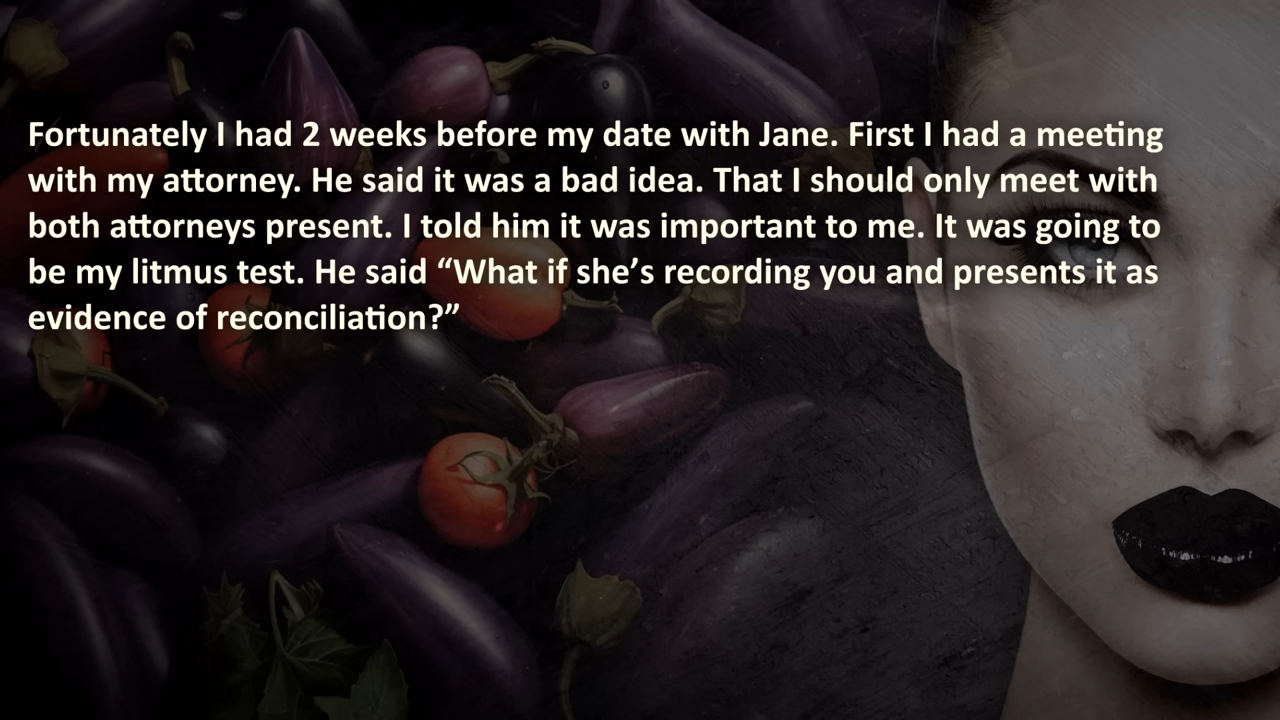 Fortunately I had 2 weeks before my date with Jane. First I had a meeting
with my attorney. He said it was a bad idea. That I should only meet with
both attorneys present. I told him it was important to me. It was going to
be my litmus test. He said “What if she’s recording you and presents it as
evidence of reconciliation?”